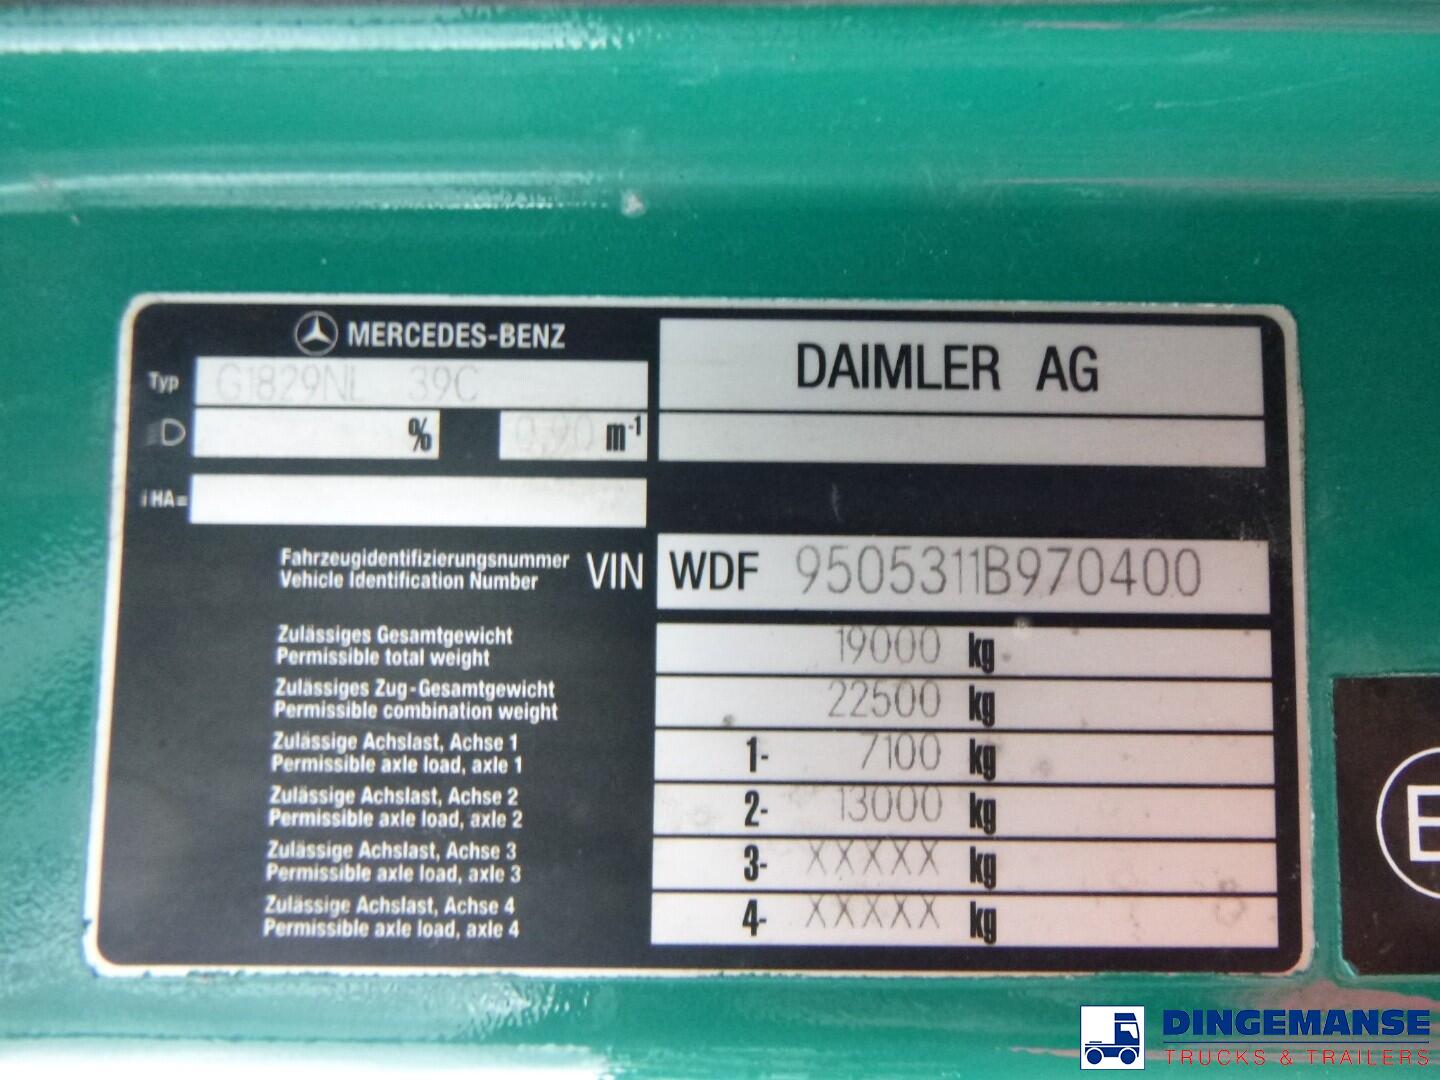 MERCEDES-BENZ
DAIMLER AG
Typ G1829NL 39C
% 0,90 m-1
iHA=
Fahrzeugidentifizierungsnummer
Vehicle Identification Number
VIN WDF 9505311B970400
Zulässiges Gesamtgewicht
Permissible total weight
19000 kg
Zulässiges Zug-Gesamtgewicht
Permissible combination weight
22500 kg
Zulässige Achslast, Achse 1
Permissible axle load, axle 1
1- 7100 kg
Zulässige Achslast, Achse 2
Permissible axle load, axle 2
2- 13000 kg
Zulässige Achslast, Achse 3
Permissible axle load, axle 3
3- XXXXX kg
Zulässige Achslast, Achse 4
Permissible axle load, axle 4
4- XXXXX kg
E
DINGEMANSE
TRUCKS & TRAILERS